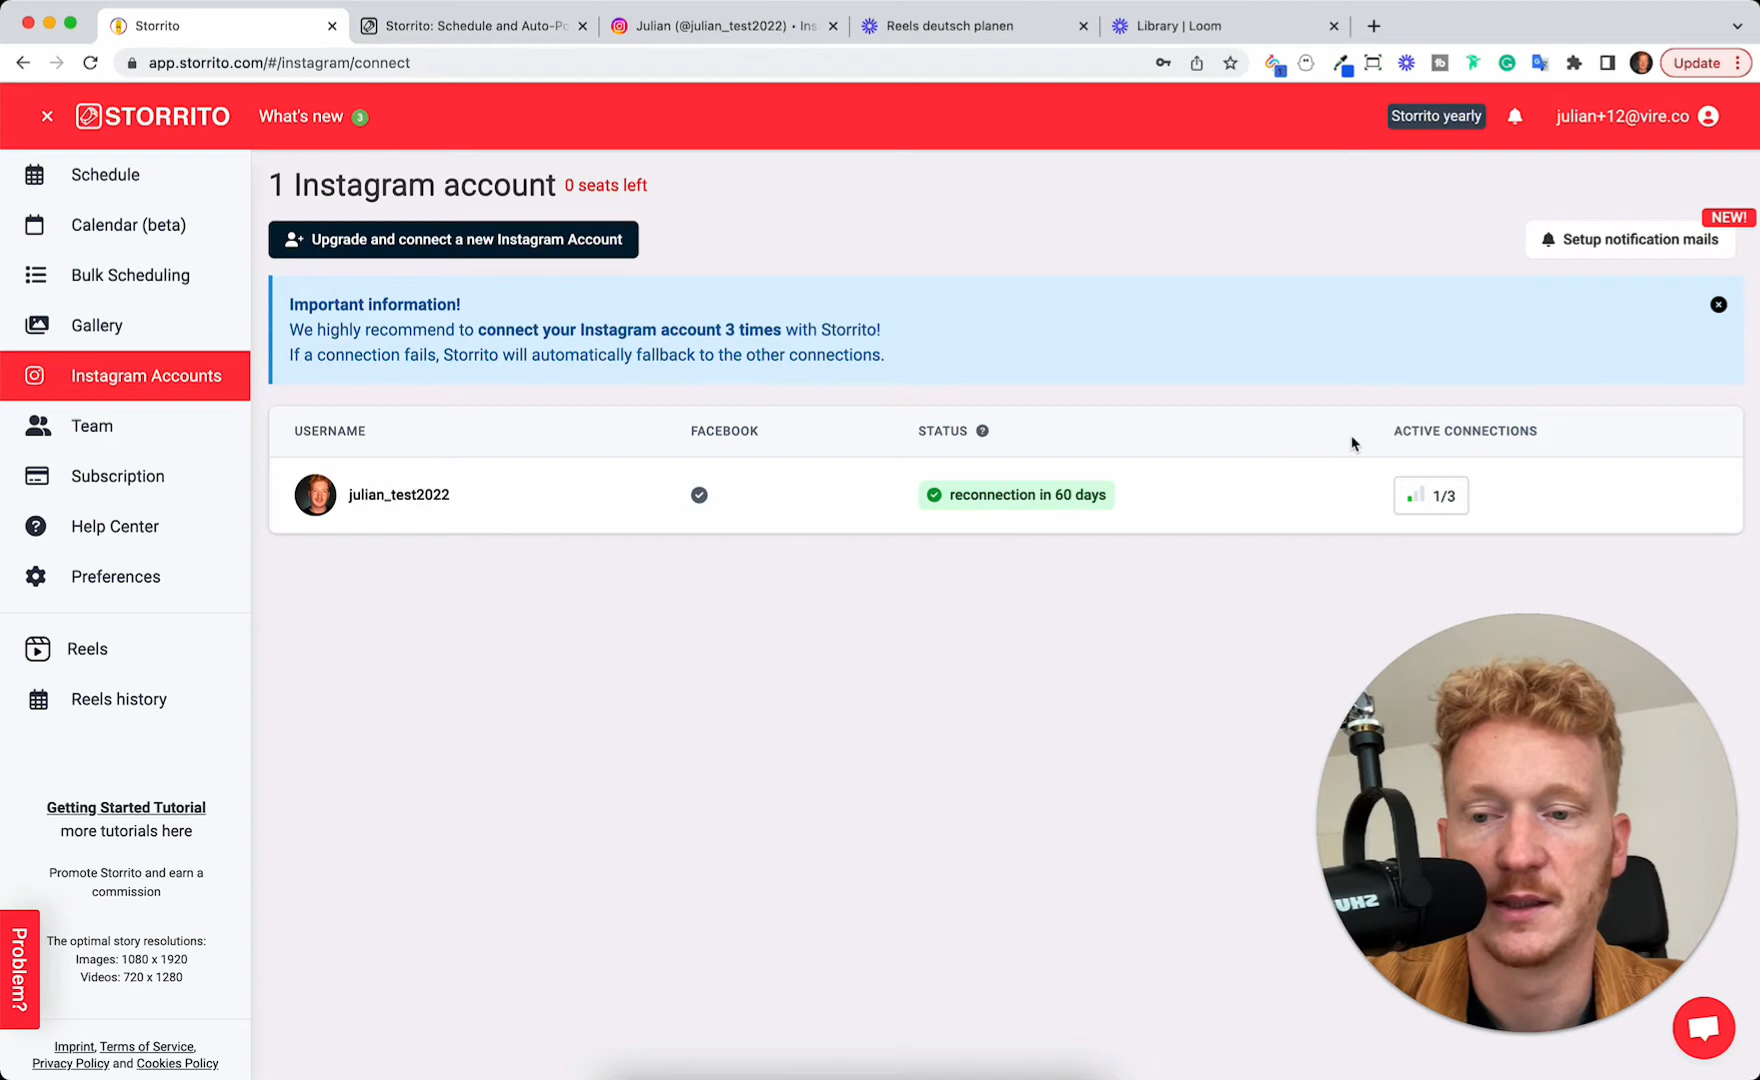 Storrito
Storrito: Schedule and Auto-Po
Julian (@julian_test2022) • Ins
Reels deutsch planen
Library | Loom
app.storrito.com/#/instagram/connect
1
Update
STORRITO
What's new 3
Storrito yearly
julian+12@vire.co
Schedule
Calendar (beta)
Bulk Scheduling
Gallery
Instagram Accounts
Team
Subscription
Help Center
Preferences
Reels
Reels history
Getting Started Tutorial
more tutorials here
Promote Storrito and earn a
commission
The optimal story resolutions:
Images: 1080 x 1920
Videos: 720 x 1280
Problem?
Imprint, Terms of Service,
Privacy Policy and Cookies Policy
1 Instagram account 0 seats left
Upgrade and connect a new Instagram Account
NEW!
Setup notification mails
Important information!
We highly recommend to connect your Instagram account 3 times with Storrito!
If a connection fails, Storrito will automatically fallback to the other connections.
USERNAME FACEBOOK STATUS ACTIVE CONNECTIONS
julian_test2022 reconnection in 60 days 1/3